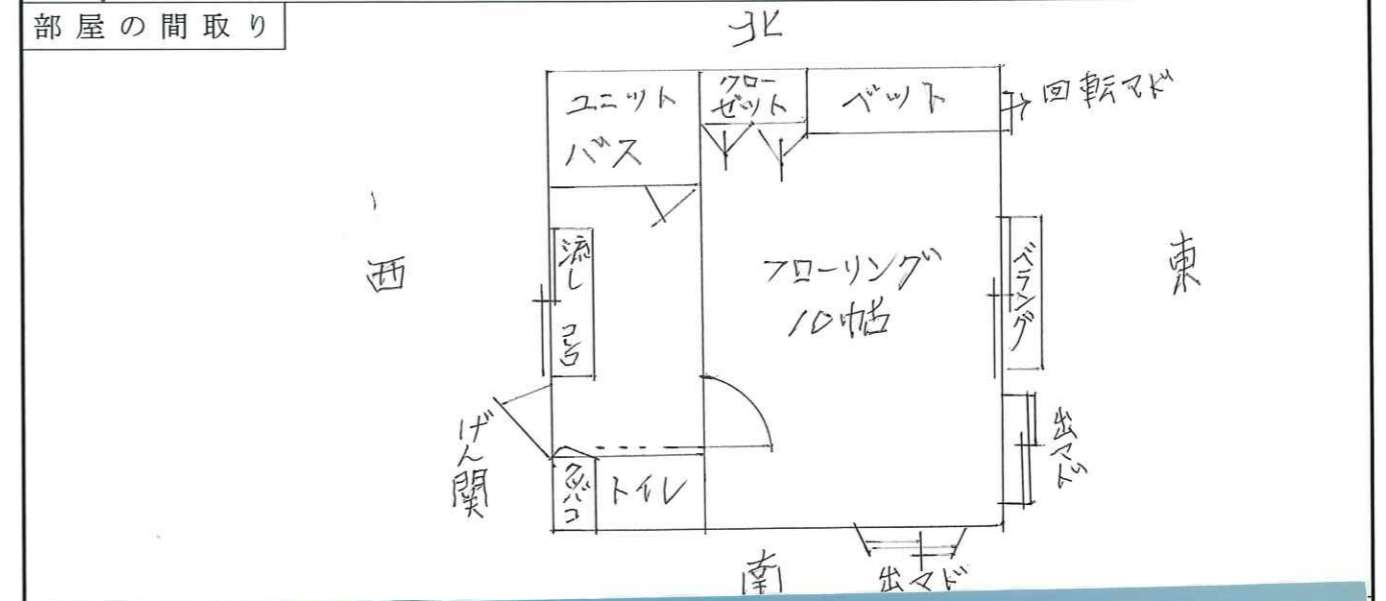 部屋の間取り
北
ユニット
バス
クロー
ゼット
ベット
回転マド
西
流し
コンロ
フローリング
10帖
ベランダ
東
げん関
クツバコ
トイレ
出マド
南
出マド